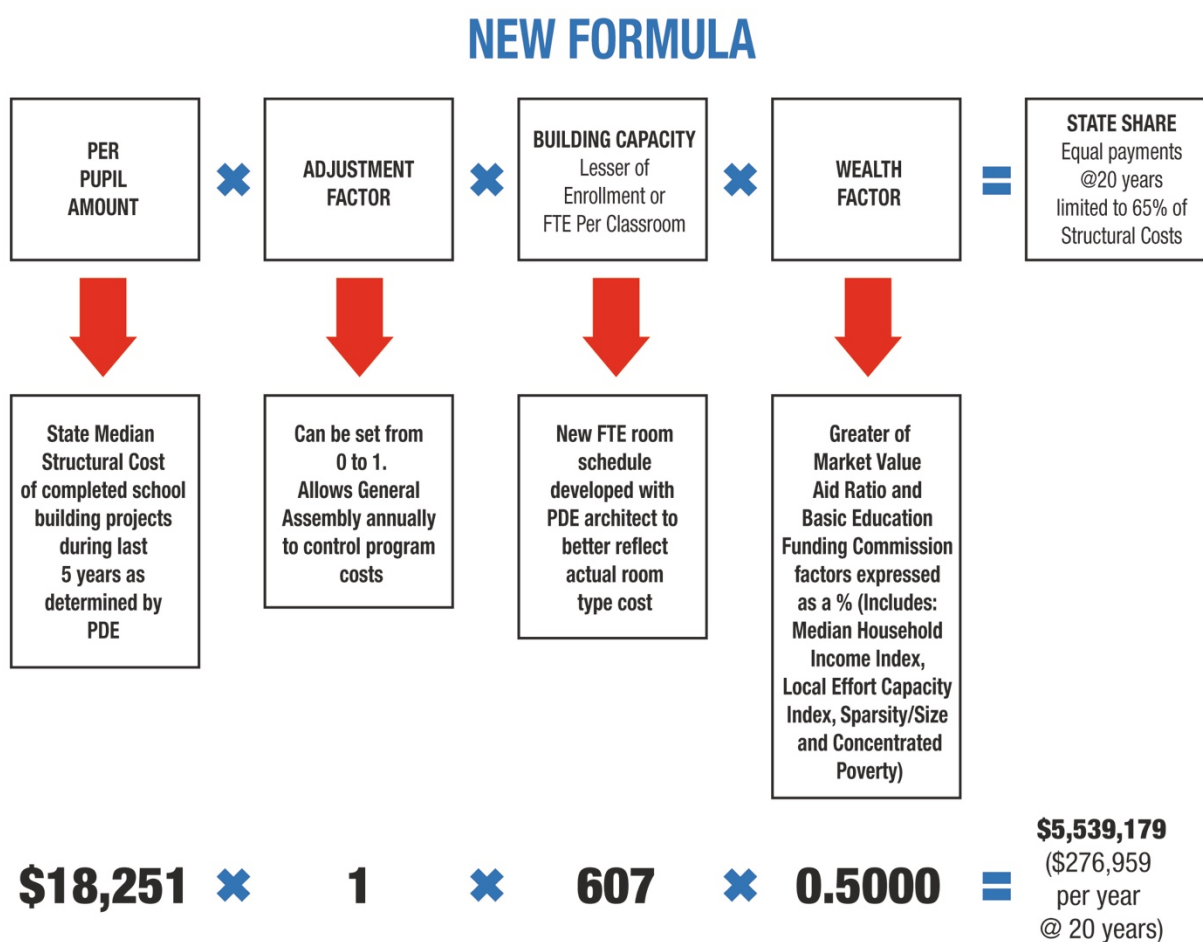 NEW FORMULA
PER
PUPIL
AMOUNT
✖
ADJUSTMENT
FACTOR
✖
BUILDING CAPACITY
Lesser of
Enrollment or
FTE Per Classroom
✖
WEALTH
FACTOR
=
STATE SHARE
Equal payments
@20 years
limited to 65% of
Structural Costs
State Median
Structural Cost
of completed school
building projects
during last
5 years as
determined by
PDE
Can be set from
0 to 1.
Allows General
Assembly annually
to control program
costs
New FTE room
schedule
developed with
PDE architect to
better reflect
actual room
type cost
Greater of
Market Value
Aid Ratio and
Basic Education
Funding Commission
factors expressed
as a % (Includes:
Median Household
Income Index,
Local Effort Capacity
Index, Sparsity/Size
and Concentrated
Poverty)
$18,251 ✖ 1 ✖ 607 ✖ 0.5000 =
$5,539,179
($276,959
per year
@ 20 years)